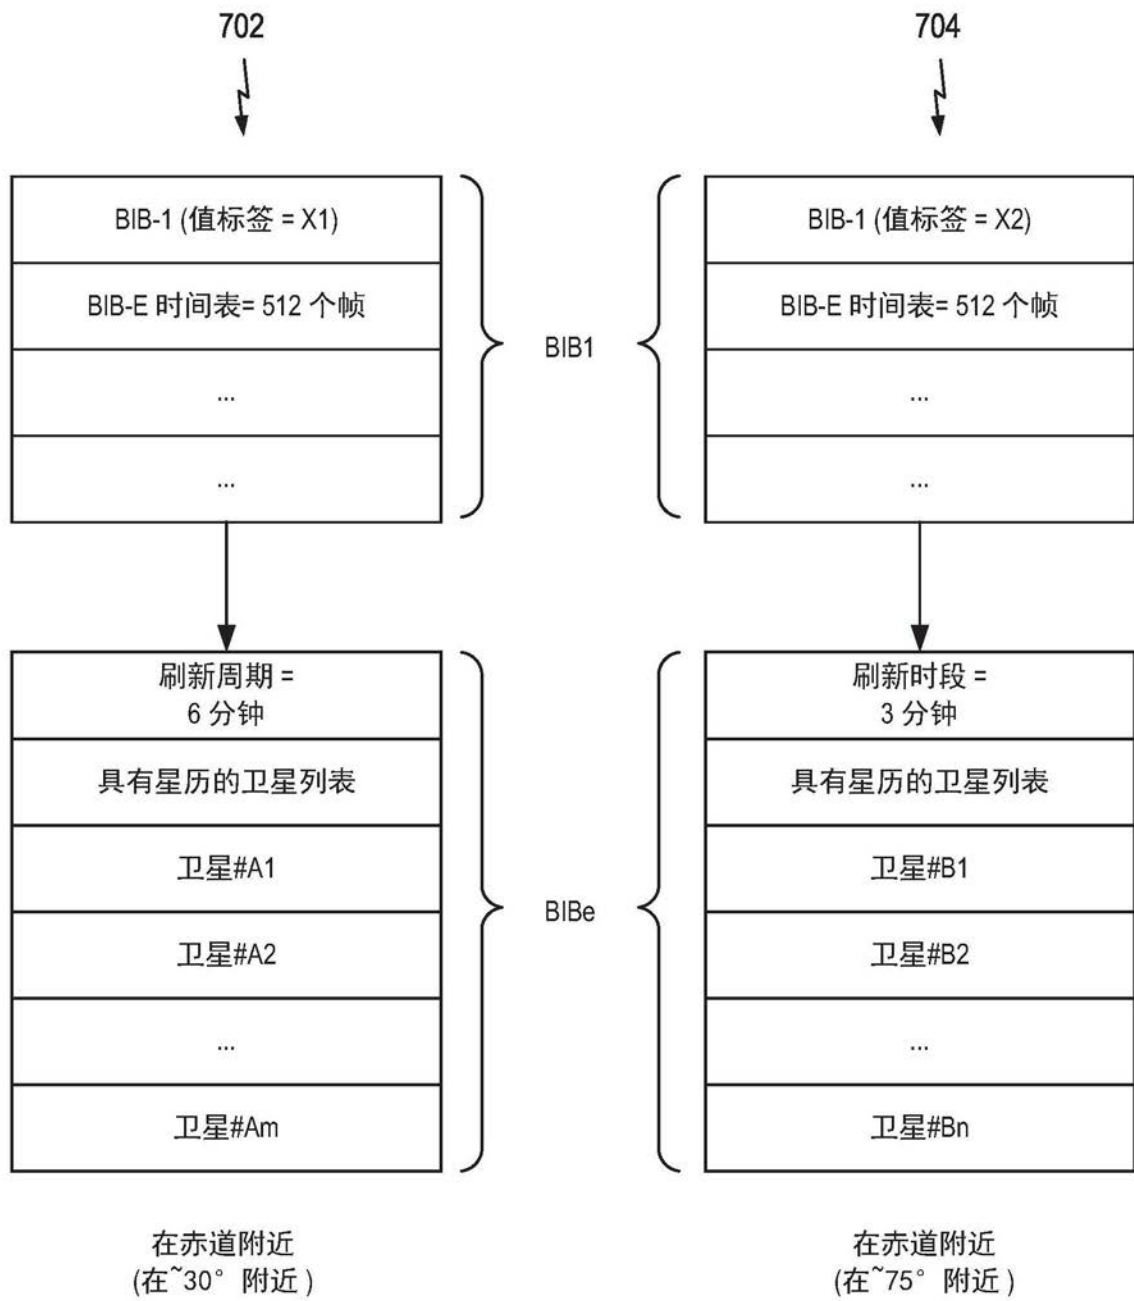 702
BIB-1 (值标签 = X1)
BIB-E 时间表= 512 个帧
...
...
刷新周期 =
6 分钟
具有星历的卫星列表
卫星#A1
卫星#A2
...
卫星#Am
在赤道附近
(在~30° 附近 )
BIB1
BIBe
704
BIB-1 (值标签 = X2)
BIB-E 时间表= 512 个帧
...
...
刷新时段 =
3 分钟
具有星历的卫星列表
卫星#B1
卫星#B2
...
卫星#Bn
在赤道附近
(在~75° 附近 )